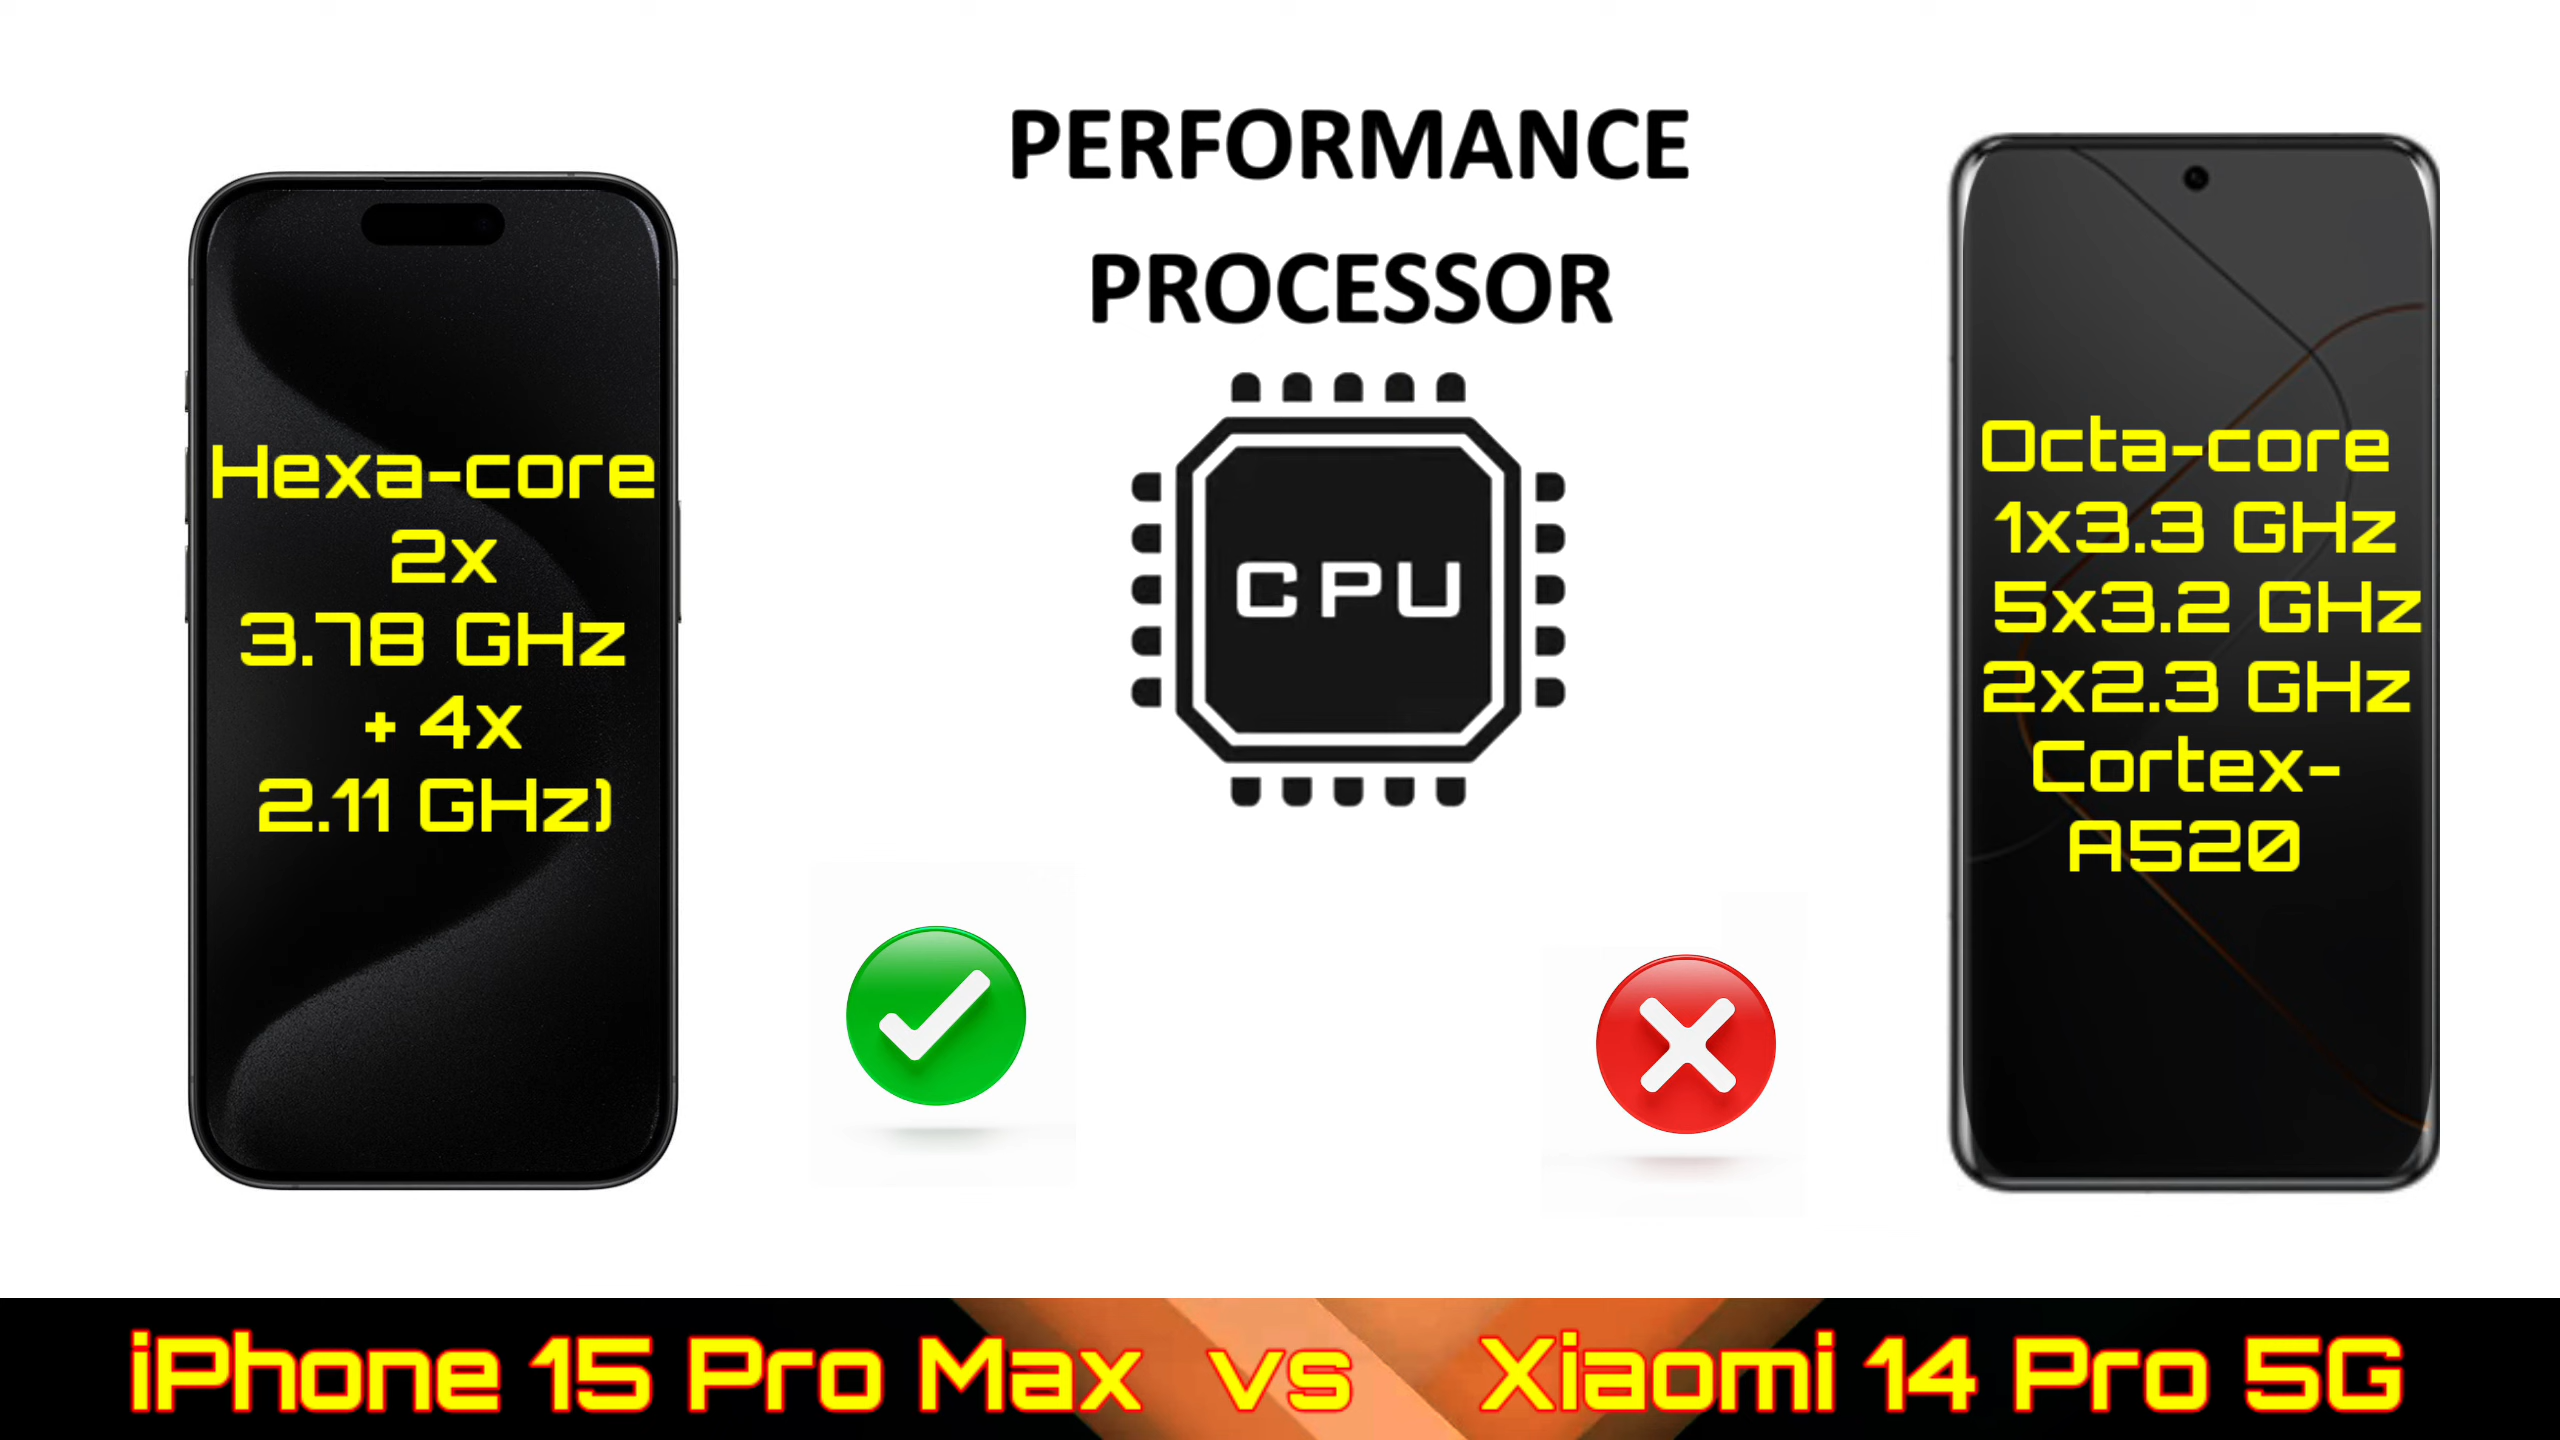 PERFORMANCE
PROCESSOR
CPU
Hexa-core
2x
3.78 GHz
+ 4x
2.11 GHz)
Octa-core
1x3.3 GHz
5x3.2 GHz
2x2.3 GHz
Cortex-
A520
iPhone 15 Pro Max vs Xiaomi 14 Pro 5G